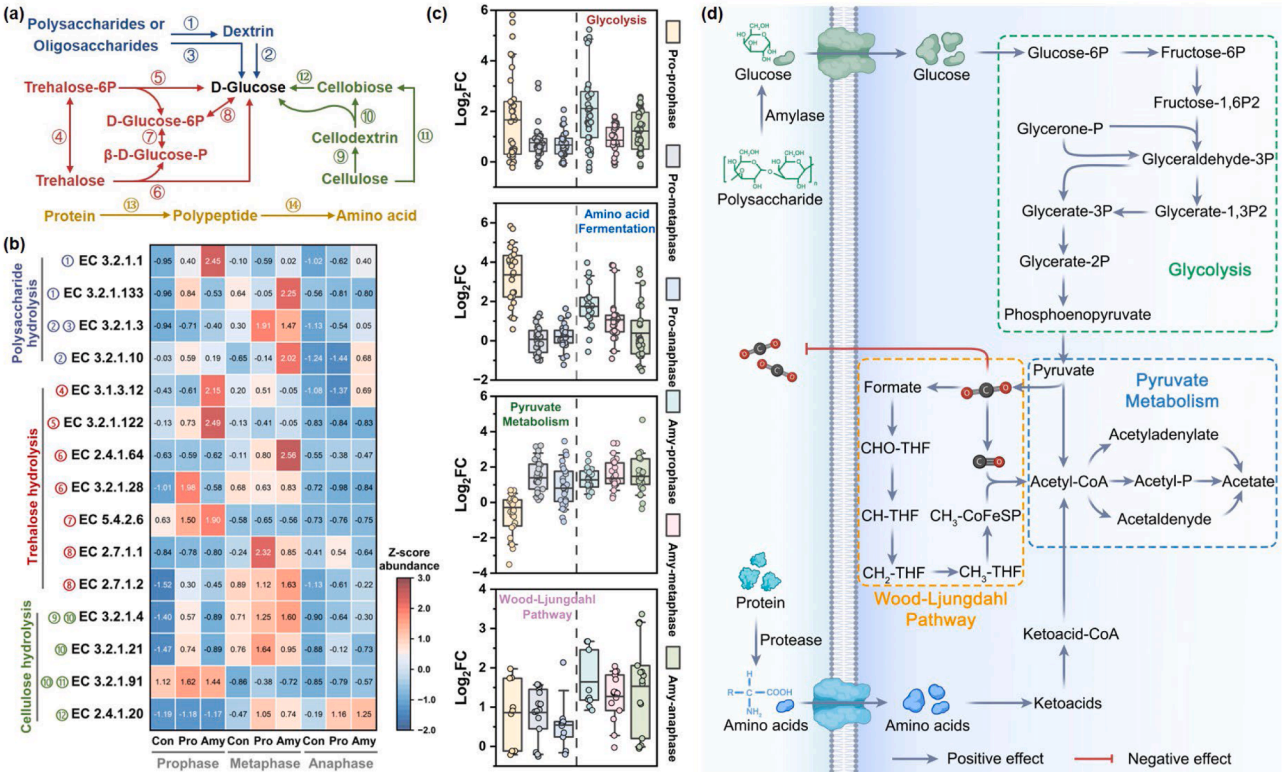 (a)
Polysaccharides or
Oligosaccharides
①
③
Dextrin
②
Trehalose-6P
⑤
D-Glucose
⑫
Cellobiose
D-Glucose-6P
⑧
⑩
④
⑦
Cellodextrin
⑪
β-D-Glucose-P
⑨
Trehalose
⑥
Cellulose
Protein
⑬
Polypeptide
⑭
Amino acid
(b)
Polysaccharide hydrolysis
Trehalose hydrolysis
Cellulose hydrolysis
① EC 3.2.1.1 -0.95 0.40 2.45 -0.10 -0.59 0.02 -1.02 -0.62 0.40
① EC 3.2.1.133 -0.96 0.84 -0.53 0.64 -0.05 2.25 -0.56 -0.81 -0.80
② ③ EC 3.2.1.3 -0.94 -0.71 -0.40 0.30 1.91 1.47 -1.13 -0.54 0.05
② EC 3.2.1.10 -0.03 0.59 0.19 -0.65 -0.14 2.02 -1.24 -1.44 0.68
④ EC 3.1.3.12 -0.43 -0.61 2.15 0.20 0.51 -0.05 -1.08 -1.37 0.69
⑤ -0.13 0.73 2.49 -0.13 -0.41 -0.05 -0.83 -0.84 -0.83
⑥ -0.63 -0.59 -0.62 -0.11 0.80 2.56 -0.55 -0.38 -0.47
⑥ EC 3.2.1.28 -1.01 1.98 -0.58 0.68 0.63 0.83 -0.72 -0.98 -0.84
⑦ EC 5.4.2.6 0.63 1.50 1.90 -0.58 -0.65 -0.56 -0.73 -0.76 -0.75
⑧ EC 2.7.1.1 -0.84 -0.78 -0.80 -0.24 2.32 0.85 -0.41 0.54 -0.64
⑧ EC 2.7.1.2 -1.52 0.30 -0.45 0.89 1.12 1.63 -1.13 -0.61 -0.22
⑨ ⑩ EC 3.2.1.4 -1.40 0.57 -0.89 0.71 1.25 1.60 -0.90 -0.64 -0.30
⑩ EC 3.2.1.21 -1.47 0.74 -0.89 0.76 1.64 0.95 -0.88 -0.12 -0.73
⑩ ⑪ 1.12 1.62 1.44 -0.86 -0.38 -0.72 -0.85 -0.79 -0.57
⑫ EC 2.4.1.20 -1.19 -1.18 -1.17 -0.47 1.05 0.74 -0.19 1.16 1.25
Con Pro Amy Con Pro Amy Con Pro Amy
Prophase Metaphase Anaphase
Z-score
abundance
3.0
2.0
1.0
0.0
-1.0
-2.0
(c)
Glycolysis
Log2FC
6
4
2
0
Amino acid
Fermentation
Log2FC
8
6
4
2
0
−2
Pyruvate
Metabolism
Log2FC
6
4
2
0
−2
−4
Wood-Ljungdahl
Pathway
Log2FC
4
3
2
1
0
Pro-prophase
Pro-metaphase
Pro-anaphase
Amy-prophase
Amy-metaphase
Amy-anaphase
(d)
Glucose
Glucose
Glucose-6P
Fructose-6P
Amylase
Fructose-1,6P2
Glycerone-P
Glyceraldehyde-3P
Polysaccharide
Glycerate-3P
Glycerate-1,3P2
Glycerate-2P
Glycolysis
Phosphoenopyruvate
Pyruvate
Pyruvate
Metabolism
Formate
CHO-THF
Acetyladenylate
Acetyl-CoA
Acetyl-P
Acetate
CH-THF
CH3-CoFeSP
Acetaldenyde
CH2-THF
CH3-THF
Wood-Ljungdahl
Pathway
Protein
Protease
Ketoacid-CoA
H
R
COOH
NH2
Amino acids
Amino acids
Ketoacids
Positive effect
Negative effect